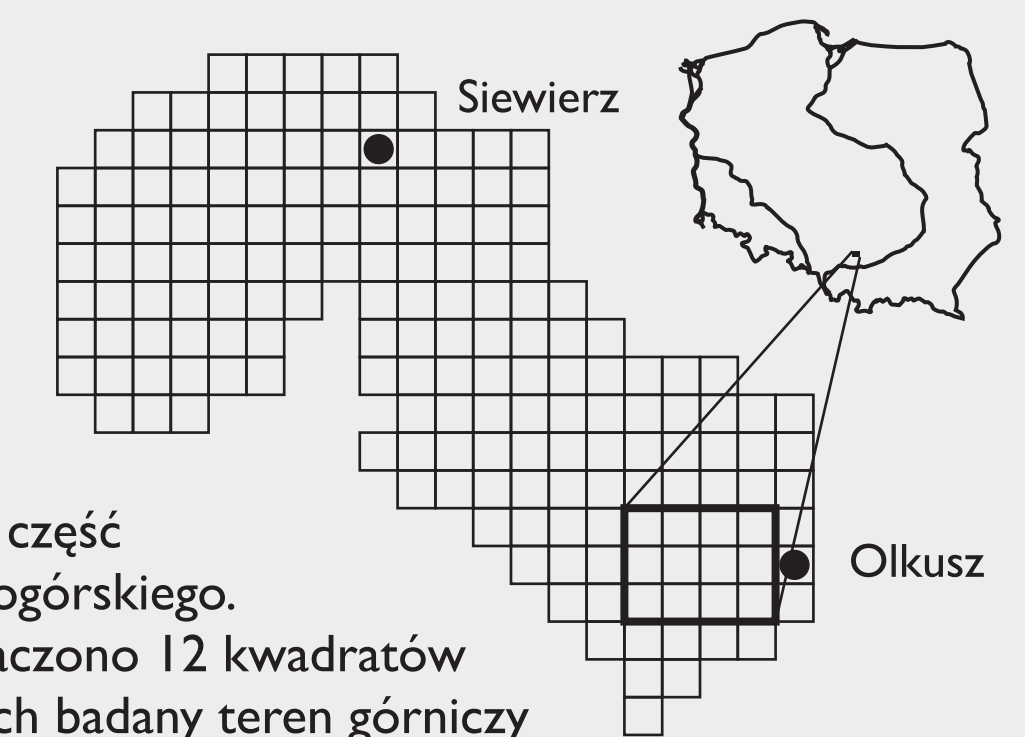 Siewierz
Olkusz
część
ogórskiego.
aczono 12 kwadratów
ch badany teren górniczy